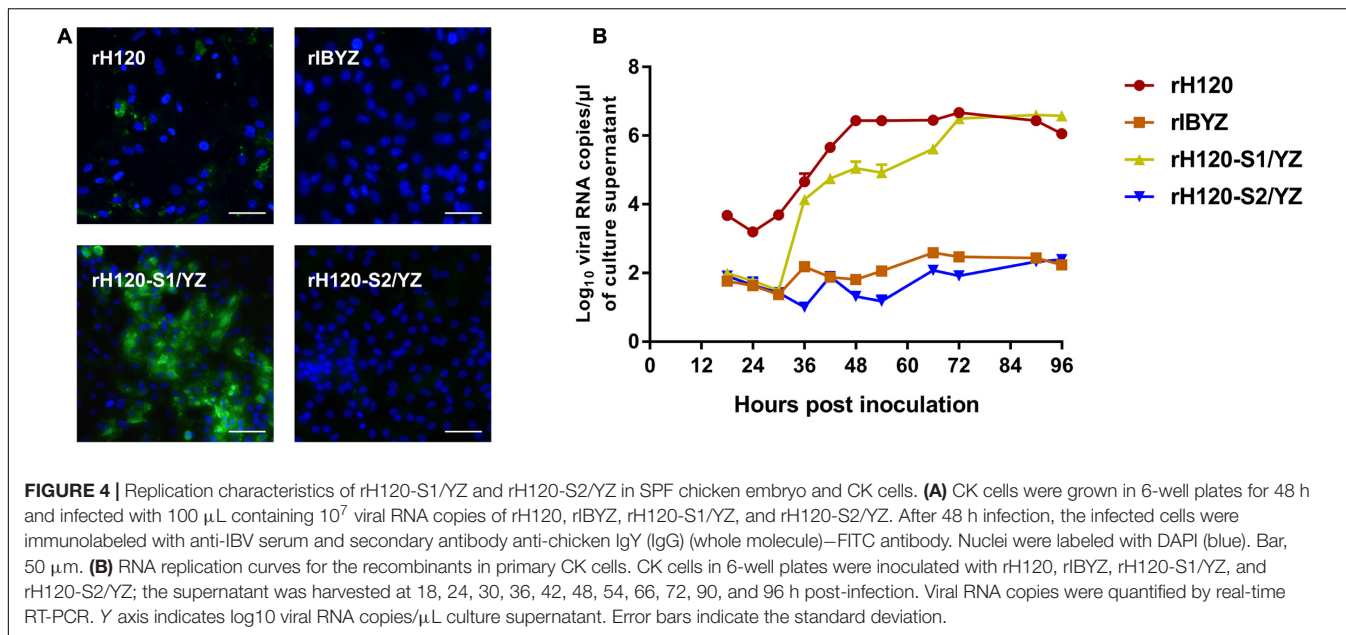 A
rH120
rIBYZ
rH120-S1/YZ
rH120-S2/YZ
B
Log10 viral RNA copies/µl
of culture supernatant
8
6
4
2
0
0 12 24 36 48 60 72 84 96
Hours post inoculation
rH120
rIBYZ
rH120-S1/YZ
rH120-S2/YZ
FIGURE 4 | Replication characteristics of rH120-S1/YZ and rH120-S2/YZ in SPF chicken embryo and CK cells. (A) CK cells were grown in 6-well plates for 48 h
and infected with 100 µL containing 10⁷ viral RNA copies of rH120, rIBYZ, rH120-S1/YZ, and rH120-S2/YZ. After 48 h infection, the infected cells were
immunolabeled with anti-IBV serum and secondary antibody anti-chicken IgY (IgG) (whole molecule)–FITC antibody. Nuclei were labeled with DAPI (blue). Bar,
50 µm. (B) RNA replication curves for the recombinants in primary CK cells. CK cells in 6-well plates were inoculated with rH120, rIBYZ, rH120-S1/YZ, and
rH120-S2/YZ; the supernatant was harvested at 18, 24, 30, 36, 42, 48, 54, 66, 72, 90, and 96 h post-infection. Viral RNA copies were quantified by real-time
RT-PCR. Y axis indicates log10 viral RNA copies/µL culture supernatant. Error bars indicate the standard deviation.